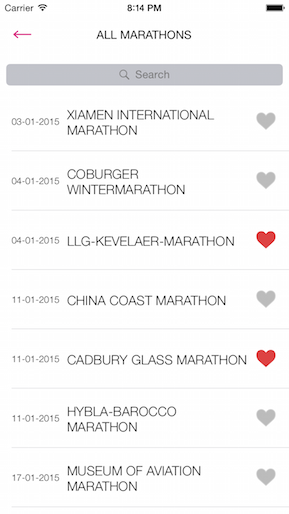 Carrier 8:14 PM
ALL MARATHONS
Search
03-01-2015 XIAMEN INTERNATIONAL
MARATHON
04-01-2015 COBURGER
WINTERMARATHON
04-01-2015 LLG-KEVELAER-MARATHON
11-01-2015 CHINA COAST MARATHON
11-01-2015 CADBURY GLASS MARATHON
11-01-2015 HYBLA-BAROCCO
MARATHON
17-01-2015 MUSEUM OF AVIATION
MARATHON